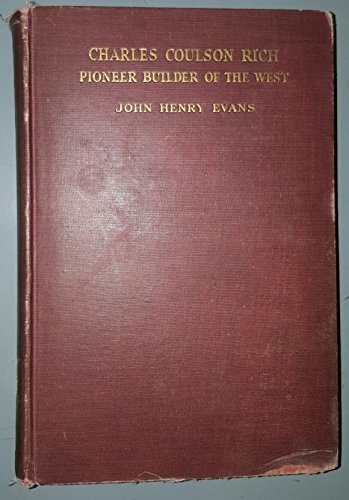 CHARLES COULSON RICH
PIONEER BUILDER OF THE WEST
JOHN HENRY EVANS